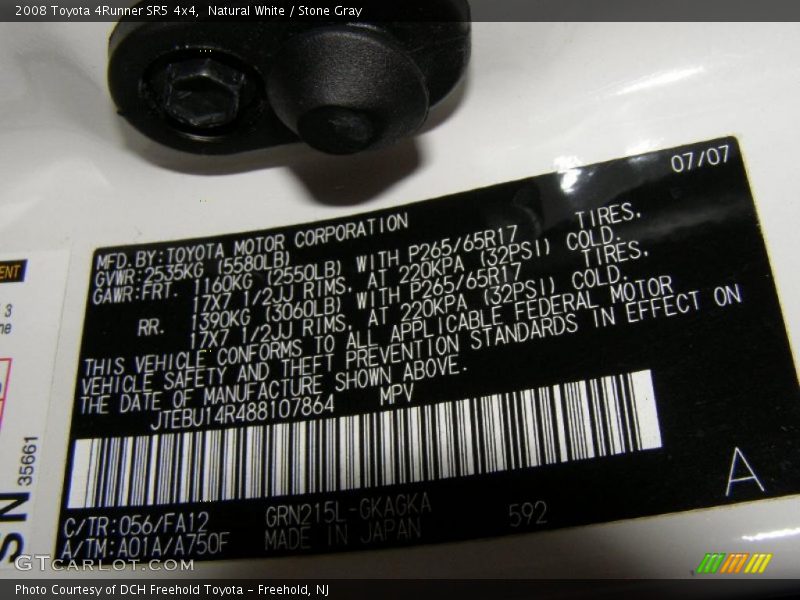 2008 Toyota 4Runner SR5 4x4,  Natural White / Stone Gray
07/07
MFD. BY: TOYOTA MOTOR CORPORATION
GVWR: 2535KG (5580LB)
GAWR: FRT. 1160KG (2550LB) WITH P265/65R17 TIRES,
17X7 1/2JJ RIMS, AT 220KPA (32PSI) COLD.
RR. 1390KG (3060LB) WITH P265/65R17 TIRES,
17X7 1/2JJ RIMS, AT 220KPA (32PSI) COLD.
THIS VEHICLE CONFORMS TO ALL APPLICABLE FEDERAL MOTOR
VEHICLE SAFETY AND THEFT PREVENTION STANDARDS IN EFFECT ON
THE DATE OF MANUFACTURE SHOWN ABOVE.
JTEBU14R488107864 MPV
C/TR: 056/FA12 GRN215L-GKAGKA 592
A/TM: A01A/A750F MADE IN JAPAN
A
35661
GTCARLOT.COM
Photo Courtesy of DCH Freehold Toyota - Freehold, NJ